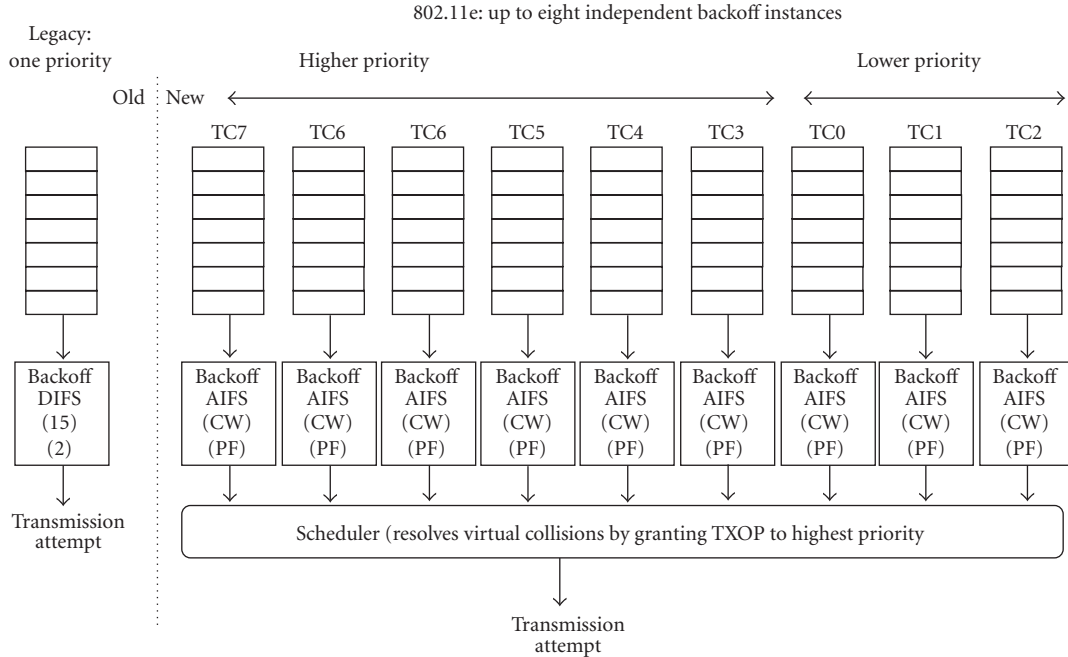 802.11e: up to eight independent backoff instances
Legacy:
one priority
Higher priority
Lower priority
Old
New
TC7
TC6
TC6
TC5
TC4
TC3
TC0
TC1
TC2
Backoff
DIFS
(15)
(2)
Backoff
AIFS
(CW)
(PF)
Backoff
AIFS
(CW)
(PF)
Backoff
AIFS
(CW)
(PF)
Backoff
AIFS
(CW)
(PF)
Backoff
AIFS
(CW)
(PF)
Backoff
AIFS
(CW)
(PF)
Backoff
AIFS
(CW)
(PF)
Backoff
AIFS
(CW)
(PF)
Backoff
AIFS
(CW)
(PF)
Transmission
attempt
Scheduler (resolves virtual collisions by granting TXOP to highest priority
Transmission
attempt